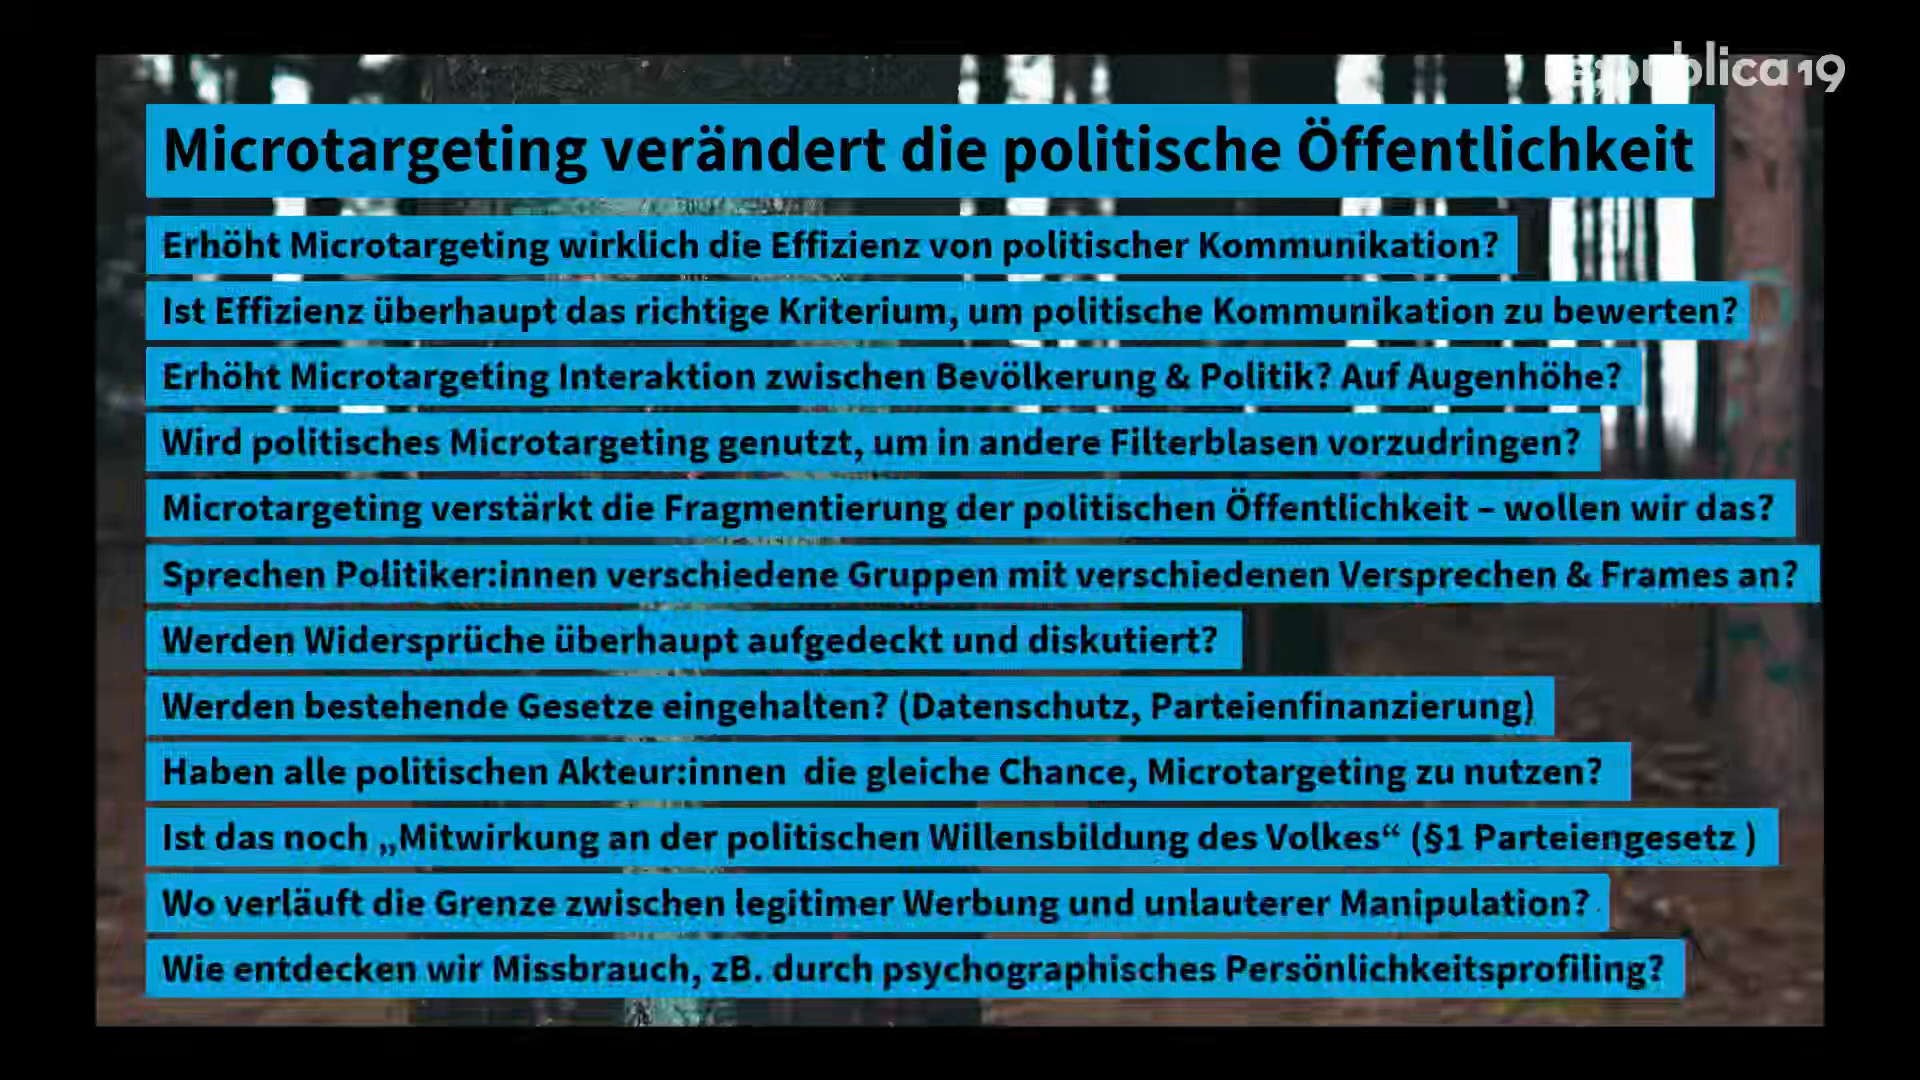 re;publica 19
Microtargeting verändert die politische Öffentlichkeit
Erhöht Microtargeting wirklich die Effizienz von politischer Kommunikation?
Ist Effizienz überhaupt das richtige Kriterium, um politische Kommunikation zu bewerten?
Erhöht Microtargeting Interaktion zwischen Bevölkerung & Politik? Auf Augenhöhe?
Wird politisches Microtargeting genutzt, um in andere Filterblasen vorzudringen?
Microtargeting verstärkt die Fragmentierung der politischen Öffentlichkeit – wollen wir das?
Sprechen Politiker:innen verschiedene Gruppen mit verschiedenen Versprechen & Frames an?
Werden Widersprüche überhaupt aufgedeckt und diskutiert?
Werden bestehende Gesetze eingehalten? (Datenschutz, Parteienfinanzierung)
Haben alle politischen Akteur:innen  die gleiche Chance, Microtargeting zu nutzen?
Ist das noch „Mitwirkung an der politischen Willensbildung des Volkes“ (§1 Parteiengesetz )
Wo verläuft die Grenze zwischen legitimer Werbung und unlauterer Manipulation?
Wie entdecken wir Missbrauch, zB. durch psychographisches Persönlichkeitsprofiling?